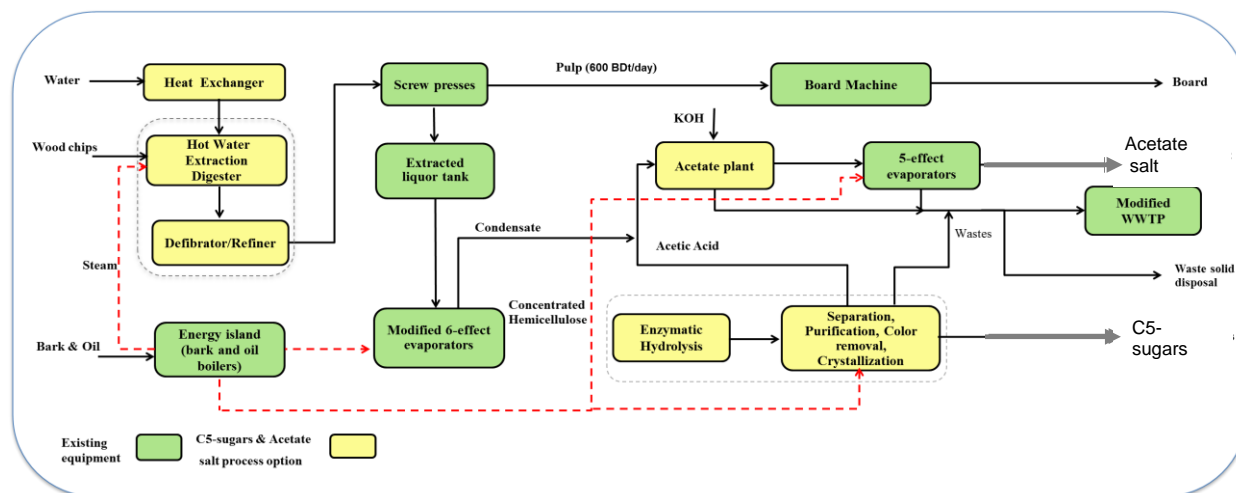 Pulp (600 BDt/day)
Water
Heat Exchanger
Screw presses
Board Machine
Board
KOH
Wood chips
Hot Water
Extraction
Digester
Extracted
liquor tank
Acetate plant
5-effect
evaporators
Acetate
salt
Modified
WWTP
Defibrator/Refiner
Condensate
Acetic Acid
Wastes
Steam
Waste solid
disposal
Bark & Oil
Energy island
(bark and oil
boilers)
Modified 6-effect
evaporators
Concentrated
Hemicellulose
Enzymatic
Hydrolysis
Separation,
Purification, Color
removal,
Crystallization
C5-
sugars
Existing
equipment
C5-sugars & Acetate
salt process option